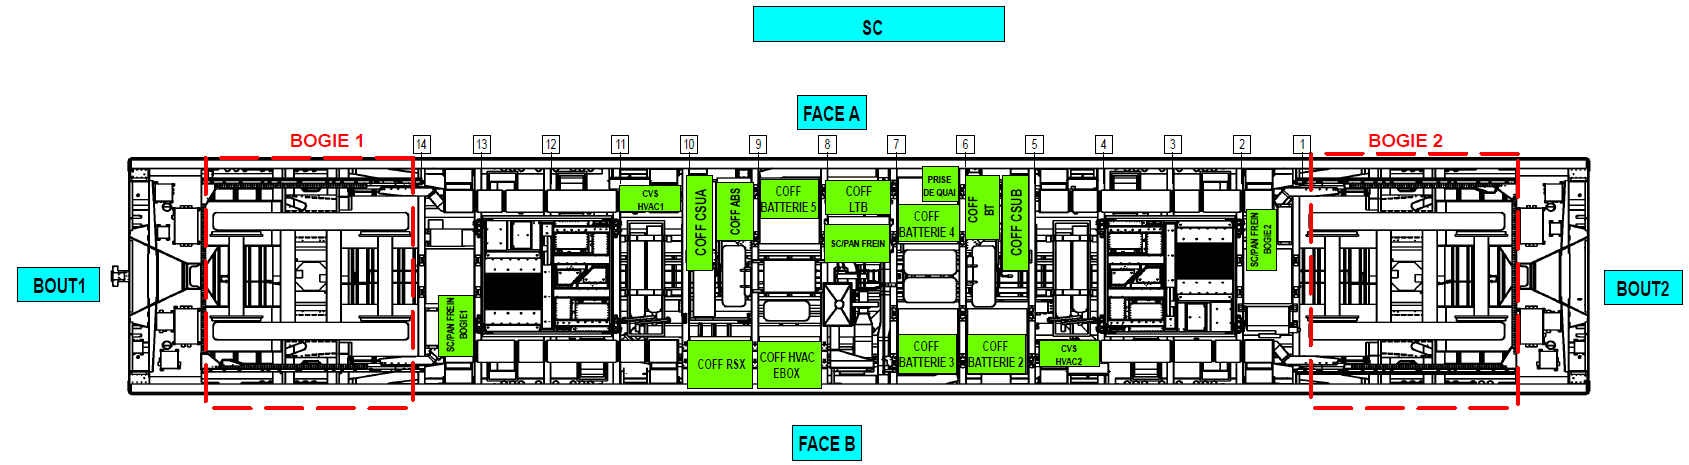 SC
FACE A
BOGIE 1
BOGIE 2
14
13
12
11
10
9
8
7
6
5
4
3
2
1
CVS
HVAC1
COFF CSUA
COFF ABS
COFF
BATTERIE 5
COFF
LTB
PRISE
DE QUAI
COFF
BATTERIE 4
COFF
BT
COFF CSUB
SC/PAN FREIN
SC/PAN FREIN
BOGIE2
BOUT1
BOUT2
SC/PAN FREIN
BOGIE1
COFF RSX
COFF HVAC
EBOX
COFF
BATTERIE 3
COFF
BATTERIE 2
CVS
HVAC2
FACE B